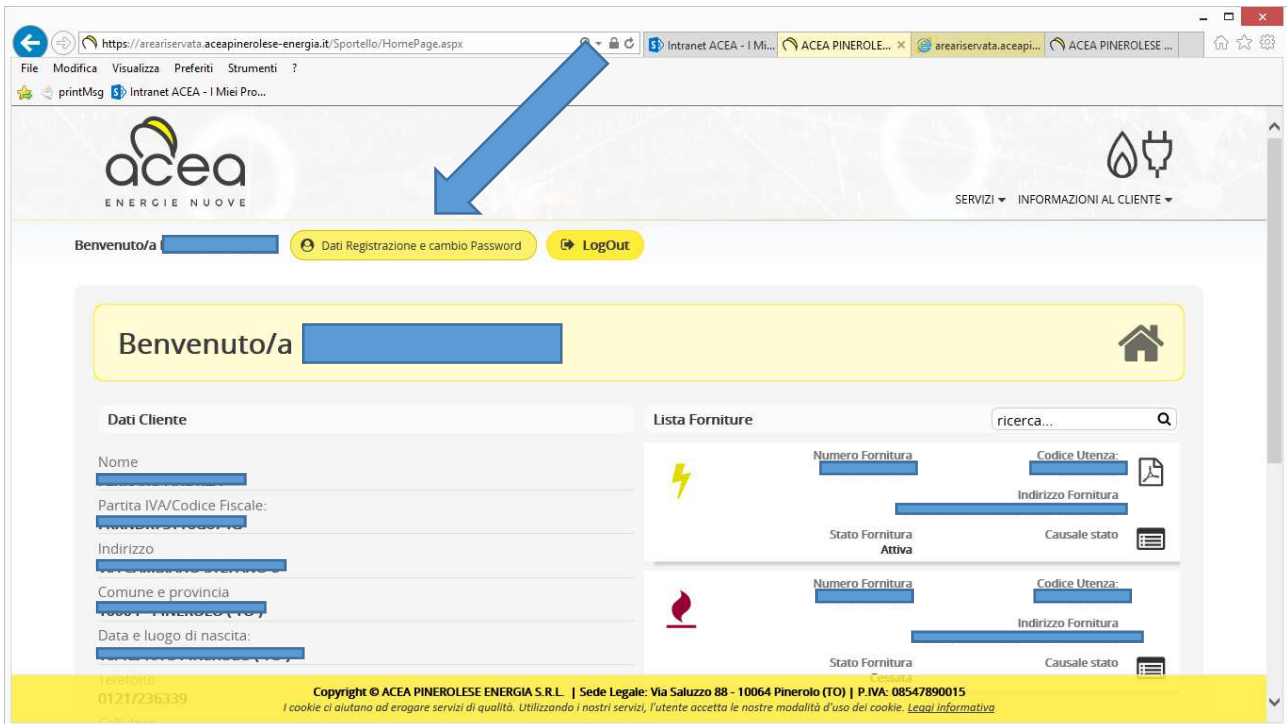 https://areariservata.aceapinerolese-energia.it/Sportello/HomePage.aspx
Intranet ACEA - I Mi...
ACEA PINEROLE...
areariservata.aceapi...
ACEA PINEROLESE ...
File Modifica Visualizza Preferiti Strumenti ?
printMsg Intranet ACEA - I Miei Pro...
acea
ENERGIE NUOVE
SERVIZI INFORMAZIONI AL CLIENTE
Benvenuto/a
Dati Registrazione e cambio Password
LogOut
Benvenuto/a
Dati Cliente
Nome
Partita IVA/Codice Fiscale:
Indirizzo
Comune e provincia
Data e luogo di nascita:
Telefono
0121/236339
Lista Forniture
ricerca...
Numero Fornitura Codice Utenza:
Indirizzo Fornitura
Stato Fornitura Causale stato
Attiva
Numero Fornitura Codice Utenza:
Indirizzo Fornitura
Stato Fornitura Causale stato
Cessata
Copyright © ACEA PINEROLESE ENERGIA S.R.L. | Sede Legale: Via Saluzzo 88 - 10064 Pinerolo (TO) | P.IVA: 08547890015
I cookie ci aiutano ad erogare servizi di qualità. Utilizzando i nostri servizi, l'utente accetta le nostre modalità d'uso dei cookie. Leggi informativa